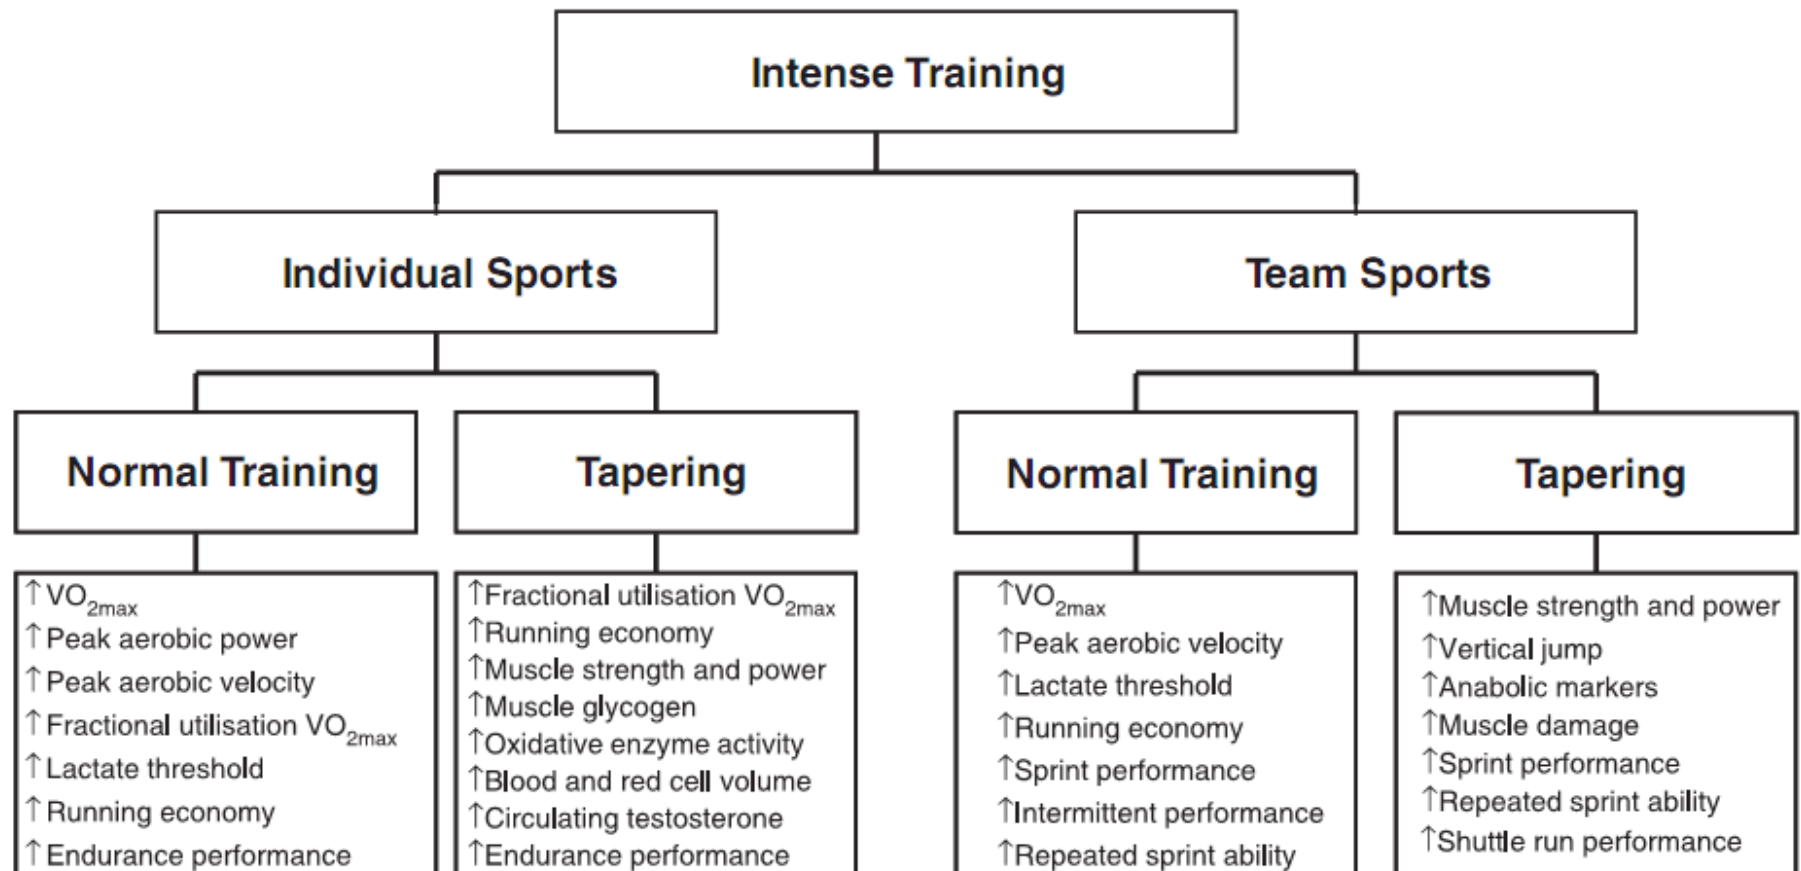 Intense Training
Individual Sports
Team Sports
Normal Training
Tapering
Normal Training
Tapering
↑VO2max
↑Peak aerobic power
↑Peak aerobic velocity
↑Fractional utilisation VO2max
↑Lactate threshold
↑Running economy
↑Endurance performance
↑Fractional utilisation VO2max
↑Running economy
↑Muscle strength and power
↑Muscle glycogen
↑Oxidative enzyme activity
↑Blood and red cell volume
↑Circulating testosterone
↑Endurance performance
↑VO2max
↑Peak aerobic velocity
↑Lactate threshold
↑Running economy
↑Sprint performance
↑Intermittent performance
↑Repeated sprint ability
↑Muscle strength and power
↑Vertical jump
↑Anabolic markers
↑Muscle damage
↑Sprint performance
↑Repeated sprint ability
↑Shuttle run performance